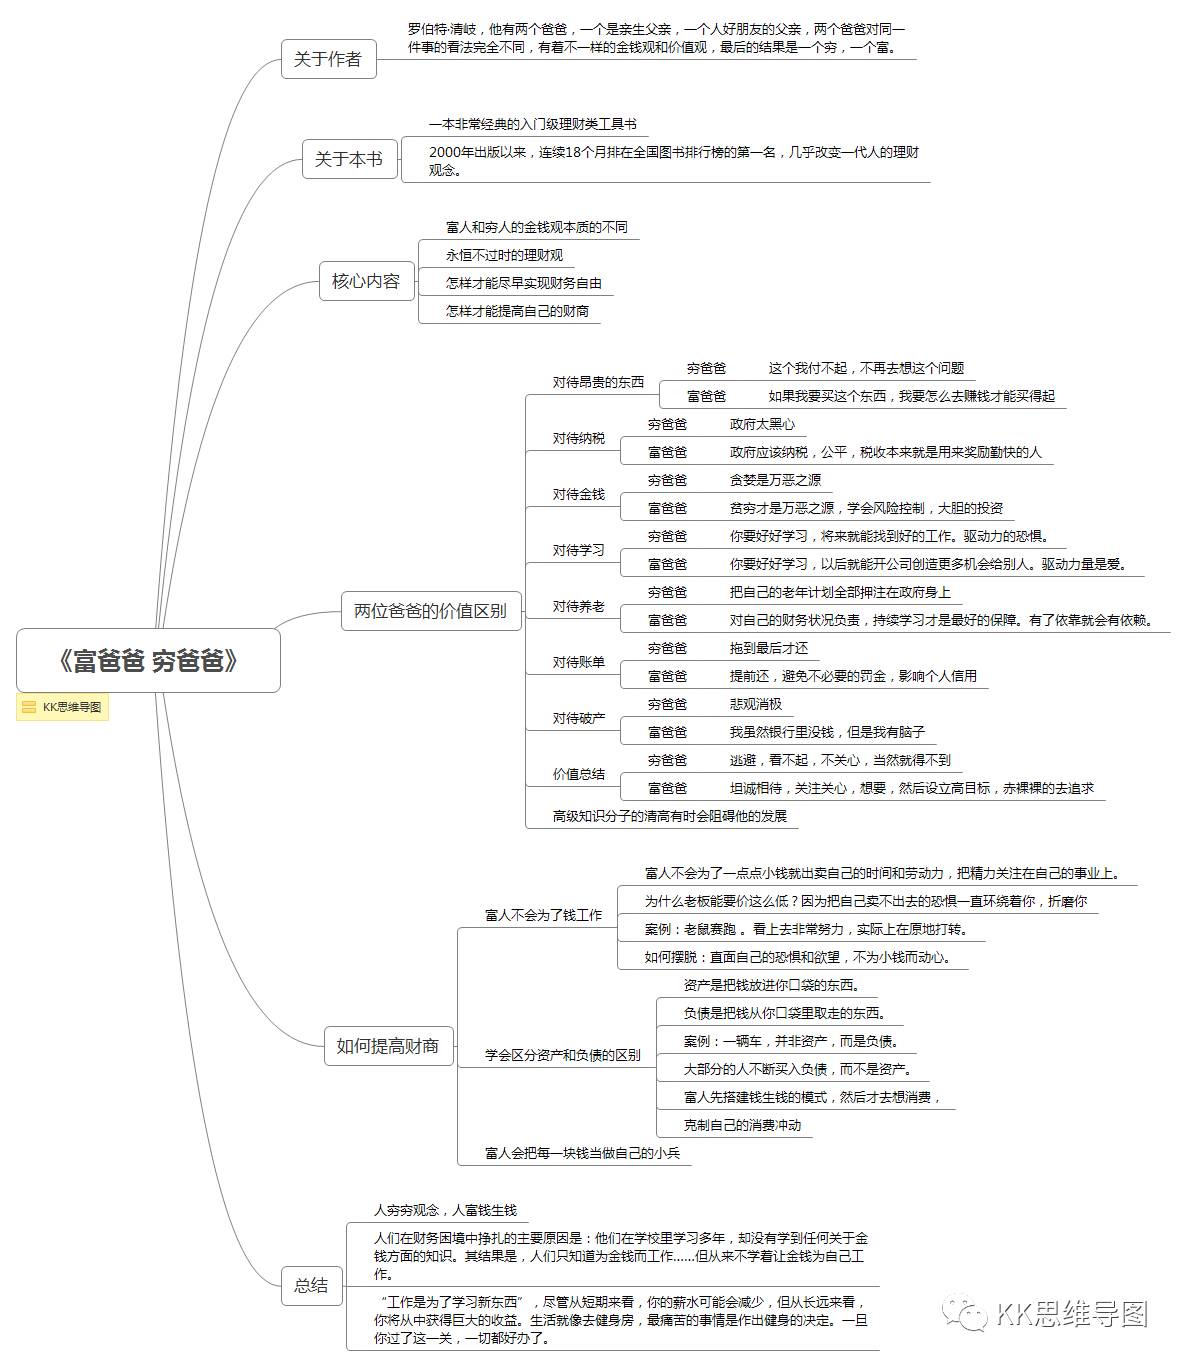 罗伯特·清岐，他有两个爸爸，一个是亲生父亲，一个人好朋友的父亲，两个爸爸对同一
件事的看法完全不同，有着不一样的金钱观和价值观，最后的结果是一个穷，一个富。
关于作者
一本非常经典的入门级理财类工具书
关于本书
2000年出版以来，连续18个月排在全国图书排行榜的第一名，几乎改变一代人的理财
观念。
富人和穷人的金钱观本质的不同
永恒不过时的理财观
核心内容
怎样才能尽早实现财务自由
怎样才能提高自己的财商
对待昂贵的东西
穷爸爸 这个我付不起，不再去想这个问题
富爸爸 如果我要买这个东西，我要怎么去赚钱才能买得起
对待纳税
穷爸爸 政府太黑心
富爸爸 政府应该纳税，公平，税收本来就是用来奖励勤快的人
对待金钱
穷爸爸 贪婪是万恶之源
富爸爸 贫穷才是万恶之源，学会风险控制，大胆的投资
对待学习
穷爸爸 你要好好学习，将来就能找到好的工作。驱动力的恐惧。
富爸爸 你要好好学习，以后就能开公司创造更多机会给别人。驱动力量是爱。
两位爸爸的价值区别
对待养老
穷爸爸 把自己的老年计划全部押注在政府身上
富爸爸 对自己的财务状况负责，持续学习才是最好的保障。有了依靠就会有依赖。
对待账单
穷爸爸 拖到最后才还
富爸爸 提前还，避免不必要的罚金，影响个人信用
《富爸爸 穷爸爸》
KK思维导图
对待破产
穷爸爸 悲观消极
富爸爸 我虽然银行里没钱，但是我有脑子
价值总结
穷爸爸 逃避，看不起，不关心，当然就得不到
富爸爸 坦诚相待，关注关心，想要，然后设立高目标，赤裸裸的去追求
高级知识分子的清高有时会阻碍他的发展
富人不会为了钱工作
富人不会为了一点点小钱就出卖自己的时间和劳动力，把精力关注在自己的事业上。
为什么老板能要价这么低？因为把自己卖不出去的恐惧一直环绕着你，折磨你
案例：老鼠赛跑 。看上去非常努力，实际上在原地打转。
如何摆脱：直面自己的恐惧和欲望，不为小钱而动心。
如何提高财商
学会区分资产和负债的区别
资产是把钱放进你口袋的东西。
负债是把钱从你口袋里取走的东西。
案例：一辆车，并非资产，而是负债。
大部分的人不断买入负债，而不是资产。
富人先搭建钱生钱的模式，然后才去想消费，
克制自己的消费冲动
富人会把每一块钱当做自己的小兵
人穷穷观念，人富钱生钱
人们在财务困境中挣扎的主要原因是：他们在学校里学习多年，却没有学到任何关于金
钱方面的知识。其结果是，人们只知道为金钱而工作......但从来不学着让金钱为自己工
作。
总结
“工作是为了学习新东西”，尽管从短期来看，你的薪水可能会减少，但从长远来看，
你将从中获得巨大的收益。生活就像去健身房，最痛苦的事情是作出健身的决定。一旦
你过了这一关，一切都好办了。
KK思维导图